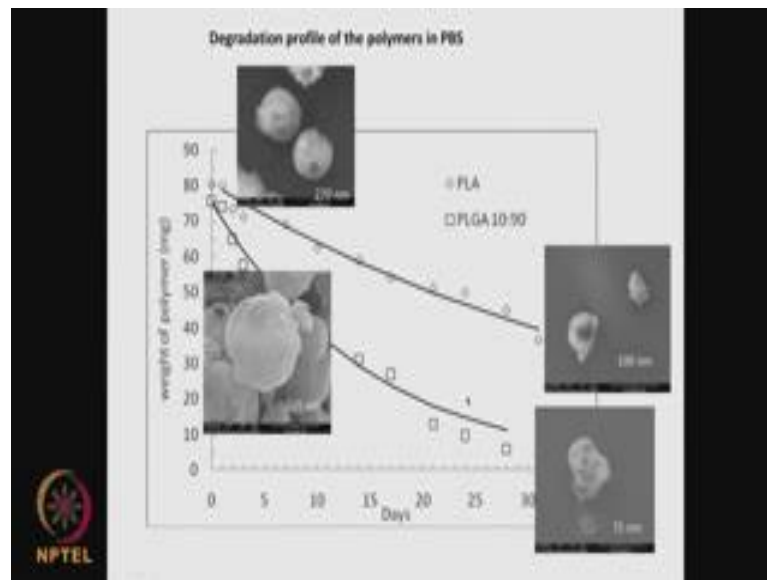 Degradation profile of the polymers in PBS
90
80
70
60
50
40
30
20
10
0
weight of polymer (mg)
PLA
PLGA 10:90
0 5 10 15 20 25 30
Days
NPTEL